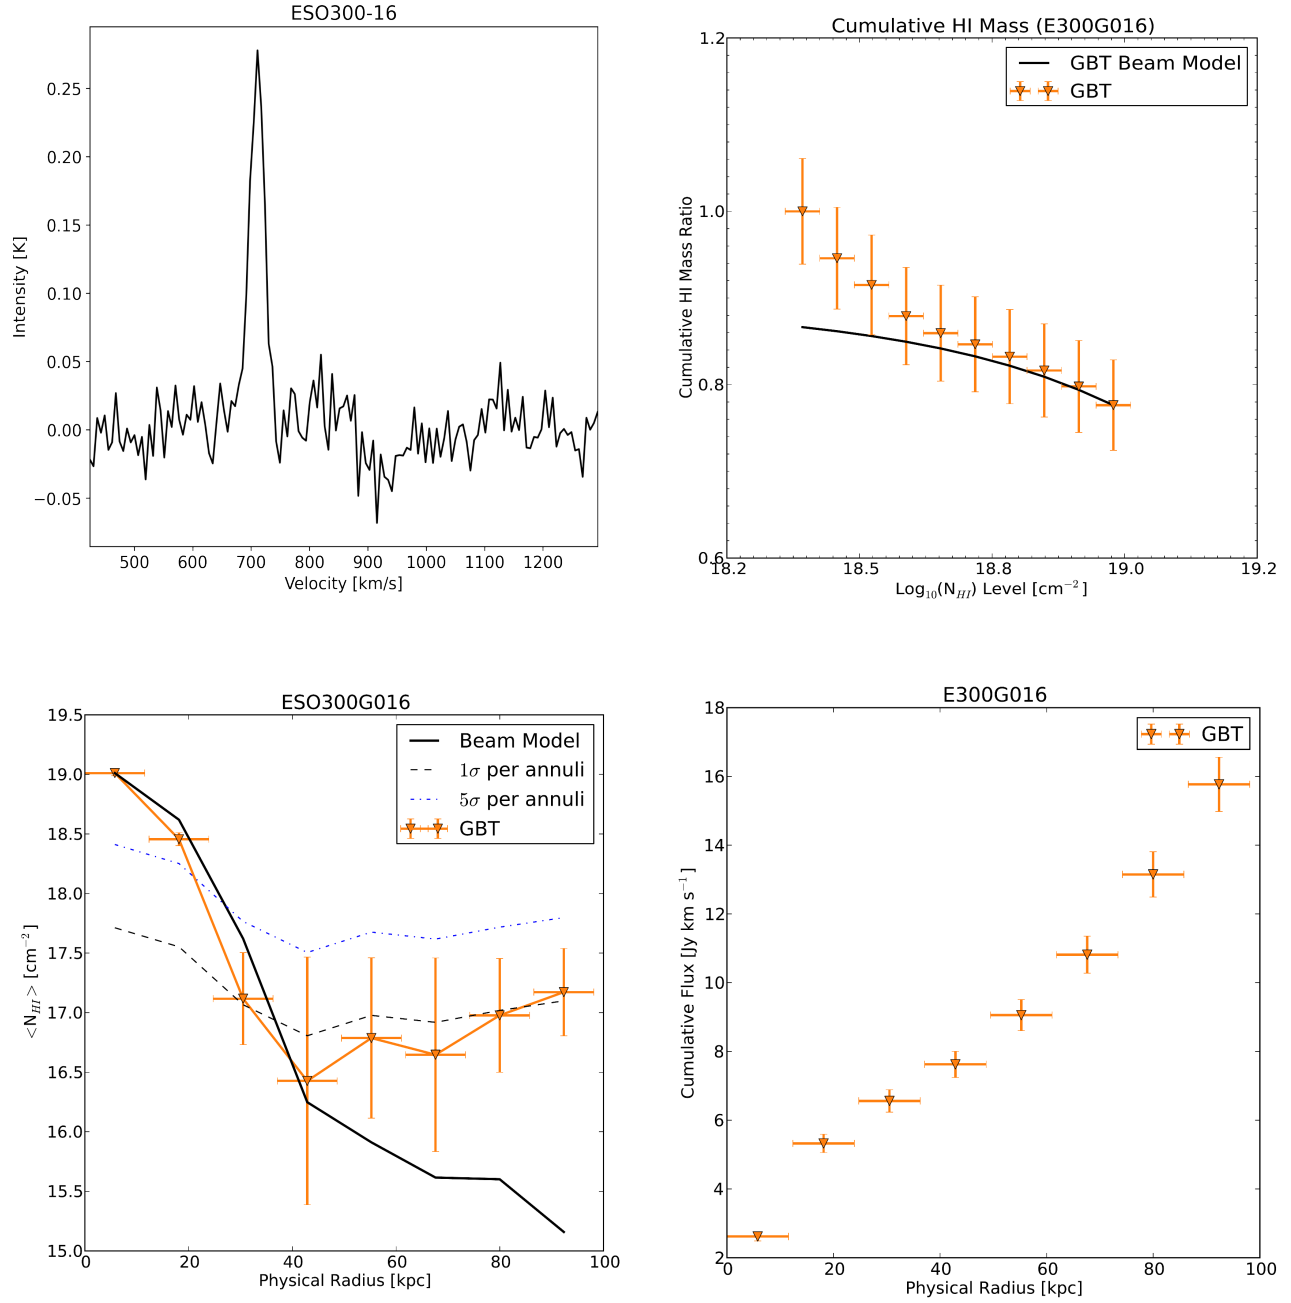 ESO300-16
0.25
0.20
0.15
0.10
0.05
0.00
−0.05
Intensity [K]
500 600 700 800 900 1000 1100 1200
Velocity [km/s]
Cumulative HI Mass (E300G016)
1.2
1.0
0.8
0.6
Cumulative HI Mass Ratio
GBT Beam Model
GBT
18.2 18.5 18.8 19.0 19.2
Log₁₀(N_HI) Level [cm⁻²]
ESO300G016
19.5
19.0
18.5
18.0
17.5
17.0
16.5
16.0
15.5
15.0
<N_HI> [cm⁻²]
Beam Model
1σ per annuli
5σ per annuli
GBT
0 20 40 60 80 100
Physical Radius [kpc]
E300G016
18
16
14
12
10
8
6
4
2
Cumulative Flux [Jy km s⁻¹]
GBT
0 20 40 60 80 100
Physical Radius [kpc]